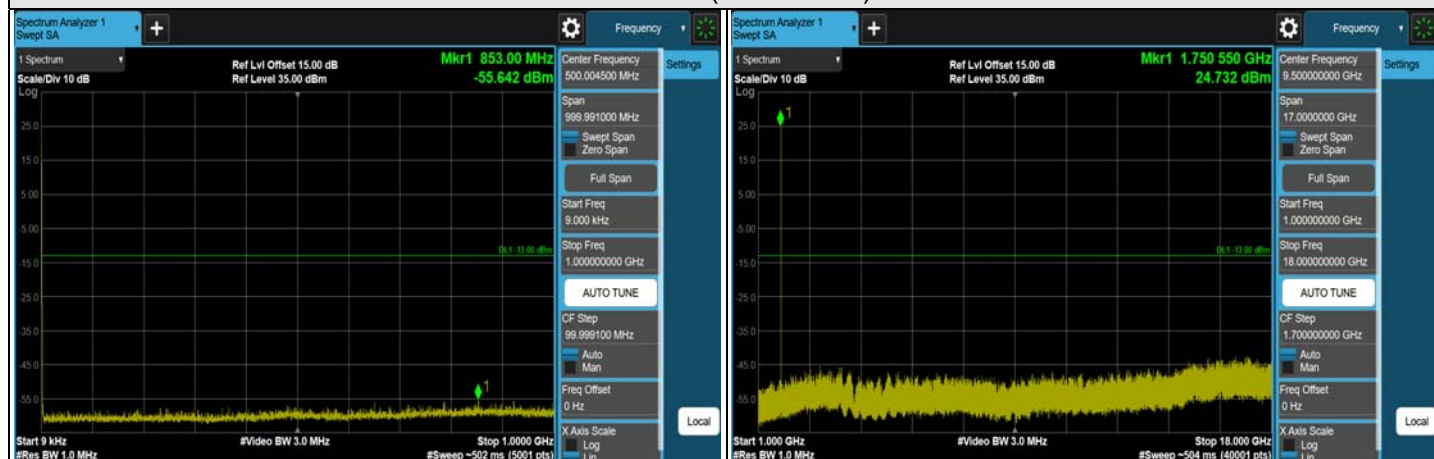 Spectrum Analyzer 1
Swept SA
+
Frequency
1 Spectrum
Scale/Div 10 dB
Log
Ref Lvl Offset 15.00 dB
Ref Level 35.00 dBm
Mkr1 853.00 MHz
-55.642 dBm
25.0
15.0
5.00
-5.00
-15.0
-25.0
-35.0
-45.0
-55.0
DL1 -13.00 dBm
1
Start 9 kHz
#Res BW 1.0 MHz
#Video BW 3.0 MHz
Stop 1.0000 GHz
#Sweep ~502 ms (5001 pts)
Center Frequency
500.004500 MHz
Settings
Span
999.991000 MHz
Swept Span
Zero Span
Full Span
Start Freq
9.000 kHz
Stop Freq
1.000000000 GHz
AUTO TUNE
CF Step
99.999100 MHz
Auto
Man
Freq Offset
0 Hz
X Axis Scale
Log
Lin
Local
Spectrum Analyzer 1
Swept SA
+
Frequency
1 Spectrum
Scale/Div 10 dB
Log
Ref Lvl Offset 15.00 dB
Ref Level 35.00 dBm
Mkr1 1.750 550 GHz
24.732 dBm
1
25.0
15.0
5.00
-5.00
-15.0
-25.0
-35.0
-45.0
-55.0
DL1 -13.00 dBm
Start 1.000 GHz
#Res BW 1.0 MHz
#Video BW 3.0 MHz
Stop 18.000 GHz
#Sweep ~504 ms (40001 pts)
Center Frequency
9.500000000 GHz
Settings
Span
17.0000000 GHz
Swept Span
Zero Span
Full Span
Start Freq
1.000000000 GHz
Stop Freq
18.000000000 GHz
AUTO TUNE
CF Step
1.700000000 GHz
Auto
Man
Freq Offset
0 Hz
X Axis Scale
Log
Lin
Local